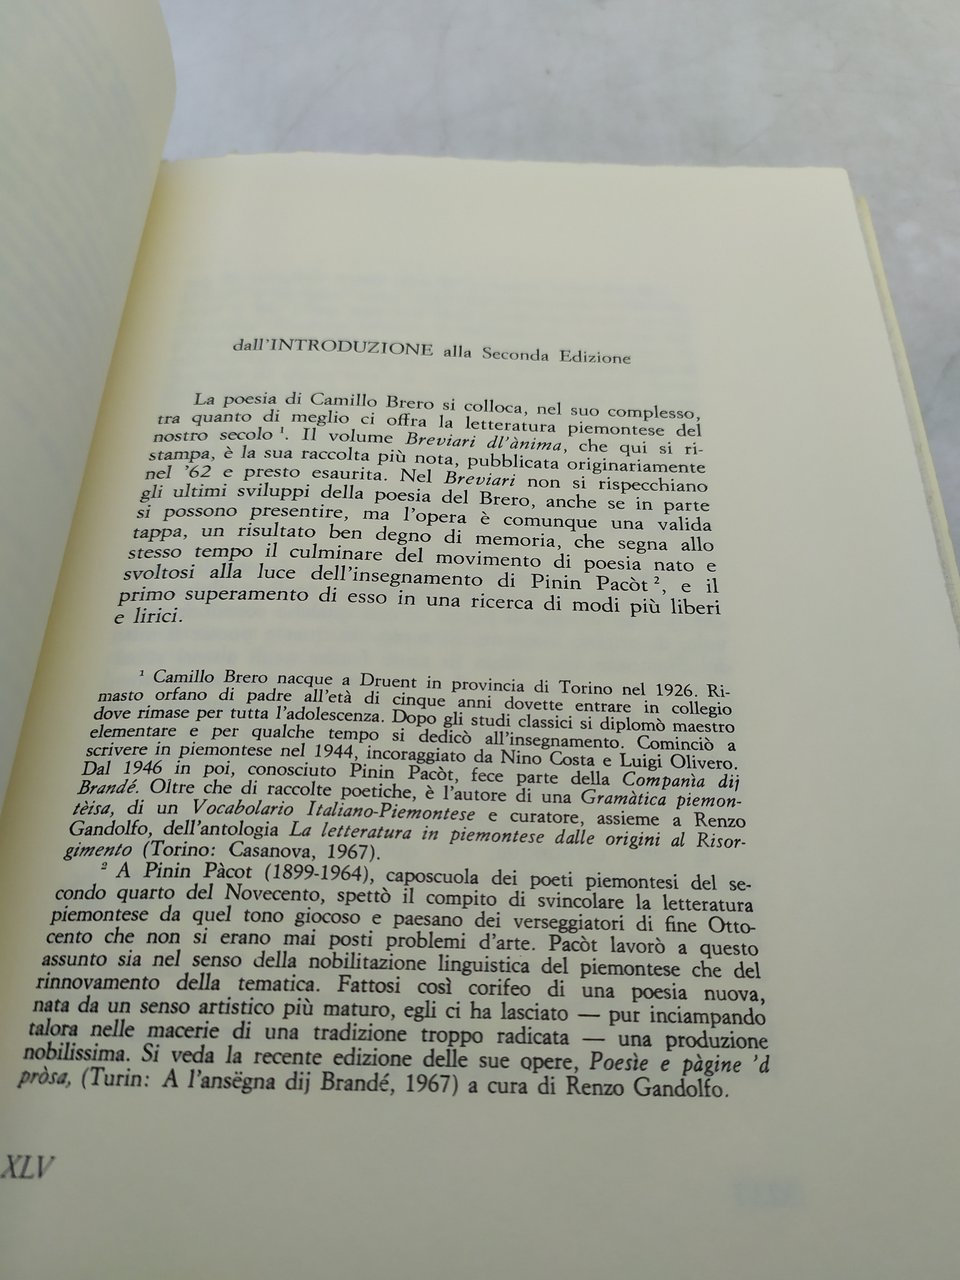 dall'INTRODUZIONE alla Seconda Edizione
La poesia di Camillo Brero si colloca, nel suo complesso,
tra quanto di meglio ci offra la letteratura piemontese del
nostro secolo ¹. Il volume Breviari dl'ànima, che qui si ri-
stampa, è la sua raccolta più nota, pubblicata originariamente
nel '62 e presto esaurita. Nel Breviari non si rispecchiano
gli ultimi sviluppi della poesia del Brero, anche se in parte
si possono presentire, ma l'opera è comunque una valida
tappa, un risultato ben degno di memoria, che segna allo
stesso tempo il culminare del movimento di poesia nato e
svoltosi alla luce dell'insegnamento di Pinin Pacòt ², e il
primo superamento di esso in una ricerca di modi più liberi
e lirici.
¹ Camillo Brero nacque a Druent in provincia di Torino nel 1926. Ri-
masto orfano di padre all'età di cinque anni dovette entrare in collegio
dove rimase per tutta l'adolescenza. Dopo gli studi classici si diplomò maestro
elementare e per qualche tempo si dedicò all'insegnamento. Cominciò a
scrivere in piemontese nel 1944, incoraggiato da Nino Costa e Luigi Olivero.
Dal 1946 in poi, conosciuto Pinin Pacòt, fece parte della Companìa dij
Brandé. Oltre che di raccolte poetiche, è l'autore di una Gramàtica piemon-
tèisa, di un Vocabolario Italiano-Piemontese e curatore, assieme a Renzo
Gandolfo, dell'antologia La letteratura in piemontese dalle origini al Risor-
gimento (Torino: Casanova, 1967).
² A Pinin Pàcot (1899-1964), caposcuola dei poeti piemontesi del se-
condo quarto del Novecento, spettò il compito di svincolare la letteratura
piemontese da quel tono giocoso e paesano dei verseggiatori di fine Otto-
cento che non si erano mai posti problemi d'arte. Pacòt lavorò a questo
assunto sia nel senso della nobilitazione linguistica del piemontese che del
rinnovamento della tematica. Fattosi così corifeo di una poesia nuova,
nata da un senso artistico più maturo, egli ci ha lasciato — pur inciampando
talora nelle macerie di una tradizione troppo radicata — una produzione
nobilissima. Si veda la recente edizione delle sue opere, Poesìe e pàgine 'd
pròsa, (Turin: A l'ansëgna dij Brandé, 1967) a cura di Renzo Gandolfo.
XLV